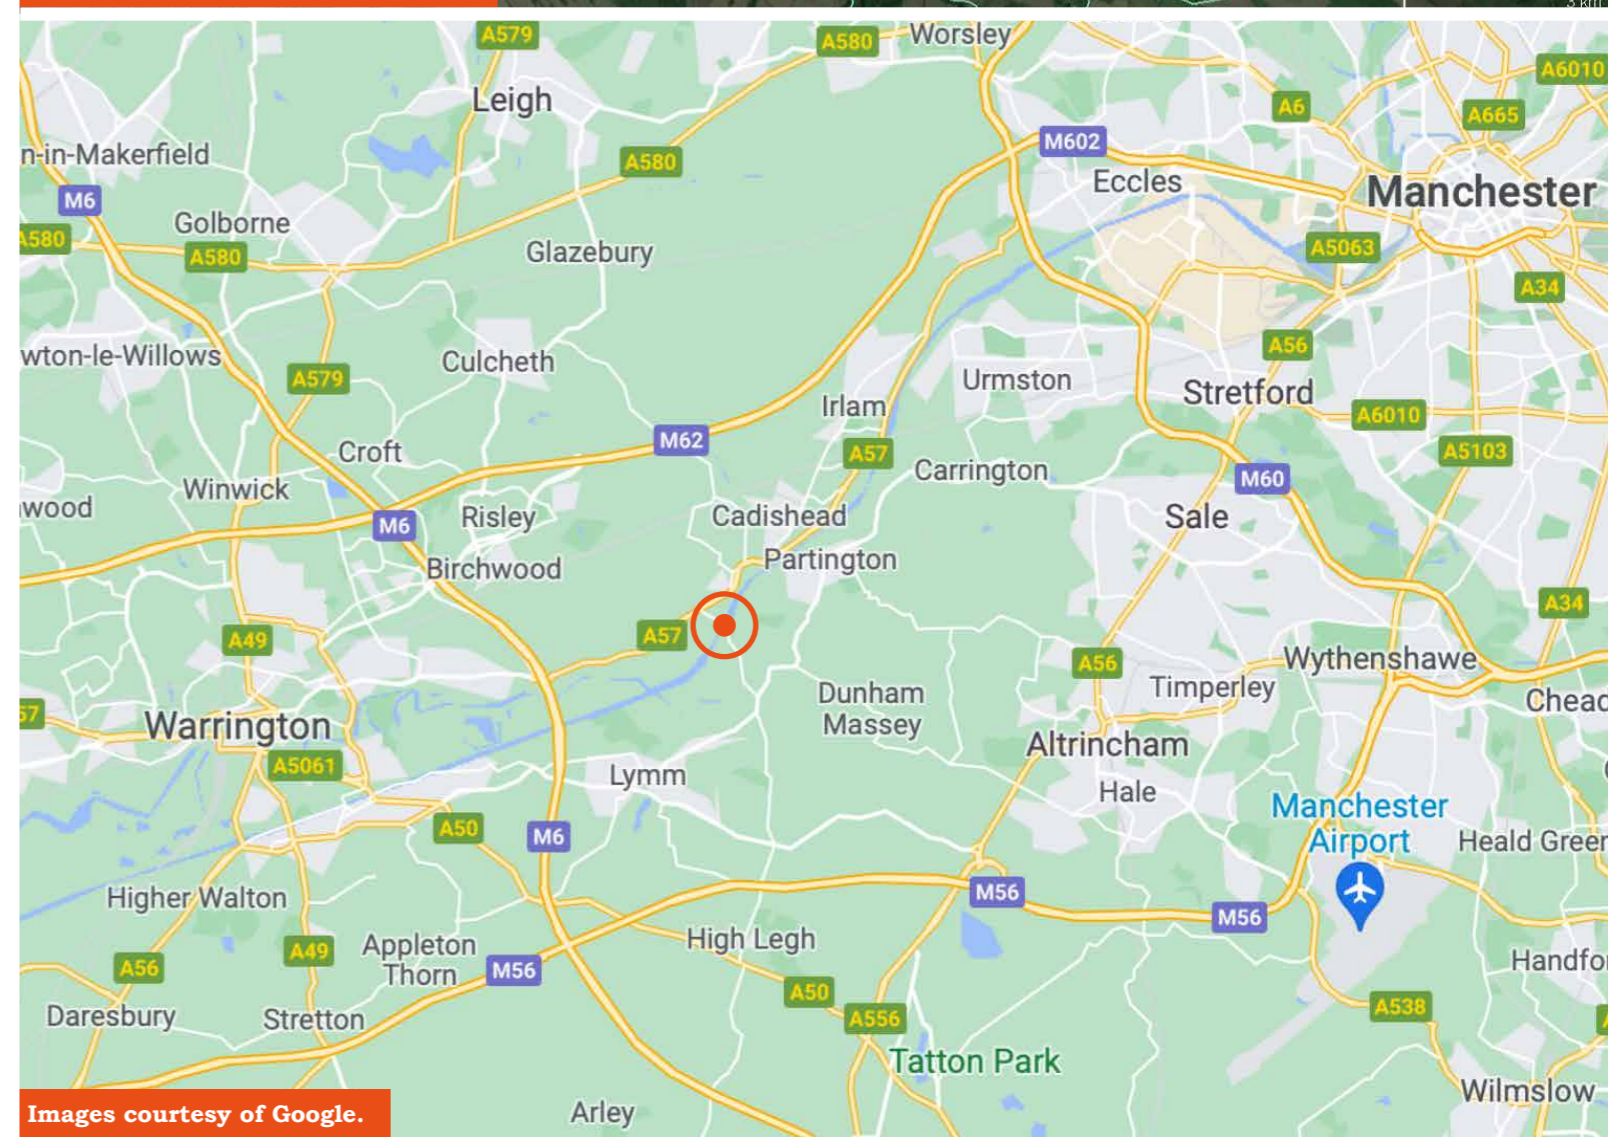 3 km
A579
A580
Worsley
A6010
Leigh
A6
A665
n-in-Makerfield
A580
M602
Eccles
Manchester
M6
Golborne
A580
A580
Glazebury
A5063
A34
wton-le-Willows
A579
Culcheth
A56
Urmston
Stretford
Irlam
A6010
M62
A57
A5103
Croft
Carrington
M60
Winwick
wood
M6
Risley
Cadishead
Sale
Birchwood
Partington
A34
A49
A57
A56
Wythenshawe
Timperley
57
Warrington
Dunham
Massey
Cheac
A5061
Altrincham
Lymm
Hale
Manchester
Airport
A50
M6
Heald Green
Higher Walton
M56
M56
A56
A49
Appleton
Thorn
M56
High Legh
Handfo
A50
A538
Daresbury
Stretton
A556
Tatton Park
Wilmslow
Images courtesy of Google.
Arley